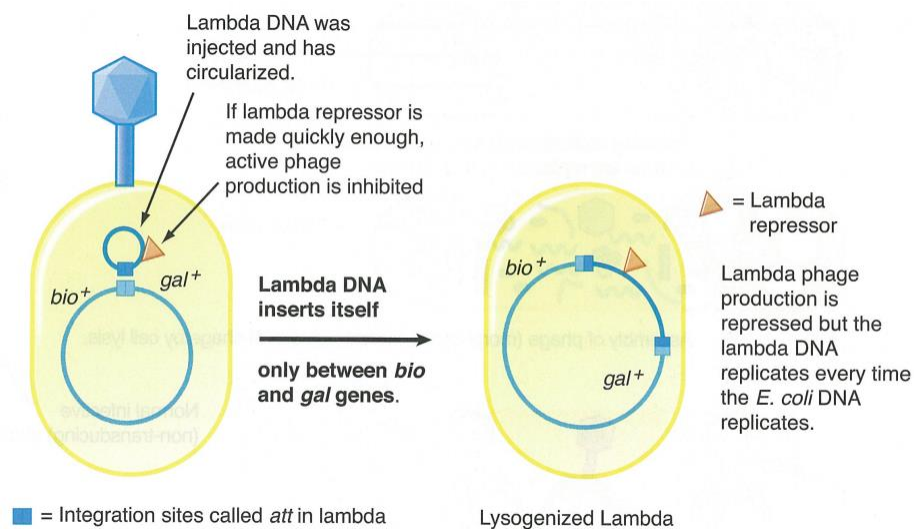 Lambda DNA was
injected and has
circularized.
If lambda repressor is
made quickly enough,
active phage
production is inhibited
bio+
gal+
Lambda DNA
inserts itself
only between bio
and gal genes.
bio+
gal+
= Lambda
repressor
Lambda phage
production is
repressed but the
lambda DNA
replicates every time
the E. coli DNA
replicates.
= Integration sites called att in lambda
Lysogenized Lambda